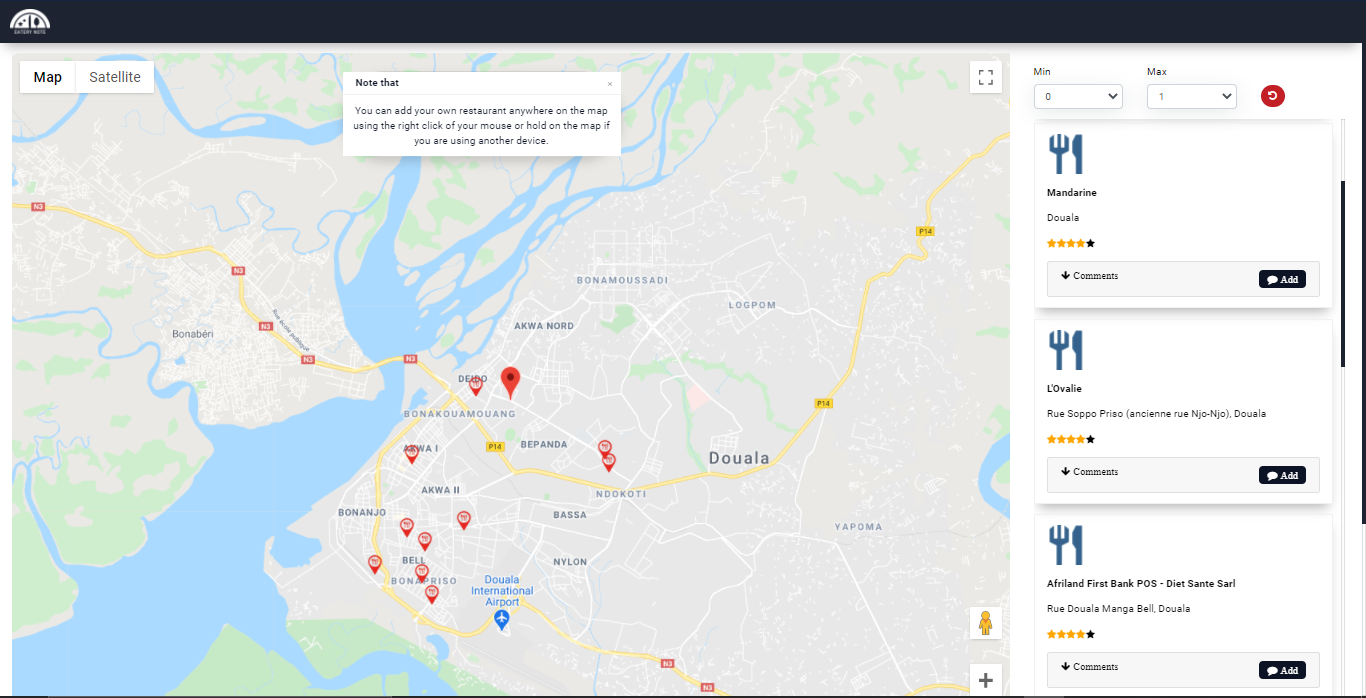 EATERY NOTE
Map
Satellite
Note that
×
You can add your own restaurant anywhere on the map
using the right click of your mouse or hold on the map if
you are using another device.
Min
Max
0
1
N3
P14
N3
BONAMOUSSADI
LOGPOM
Rue école publique
N3
AKWA NORD
Bonabéri
N3
N3
DEIDO
P14
BONAKOUAMOUANG
P14
BEPANDA
AKWA I
Douala
AKWA II
NDOKOTI
BONANJO
BASSA
YAPOMA
BELL
NYLON
BONAPRISO
Douala
International
Airport
N3
N3
Mandarine
Douala
Comments
Add
L'Ovalie
Rue Soppo Priso (ancienne rue Njo-Njo), Douala
Comments
Add
Afriland First Bank POS - Diet Sante Sarl
Rue Douala Manga Bell, Douala
Comments
Add